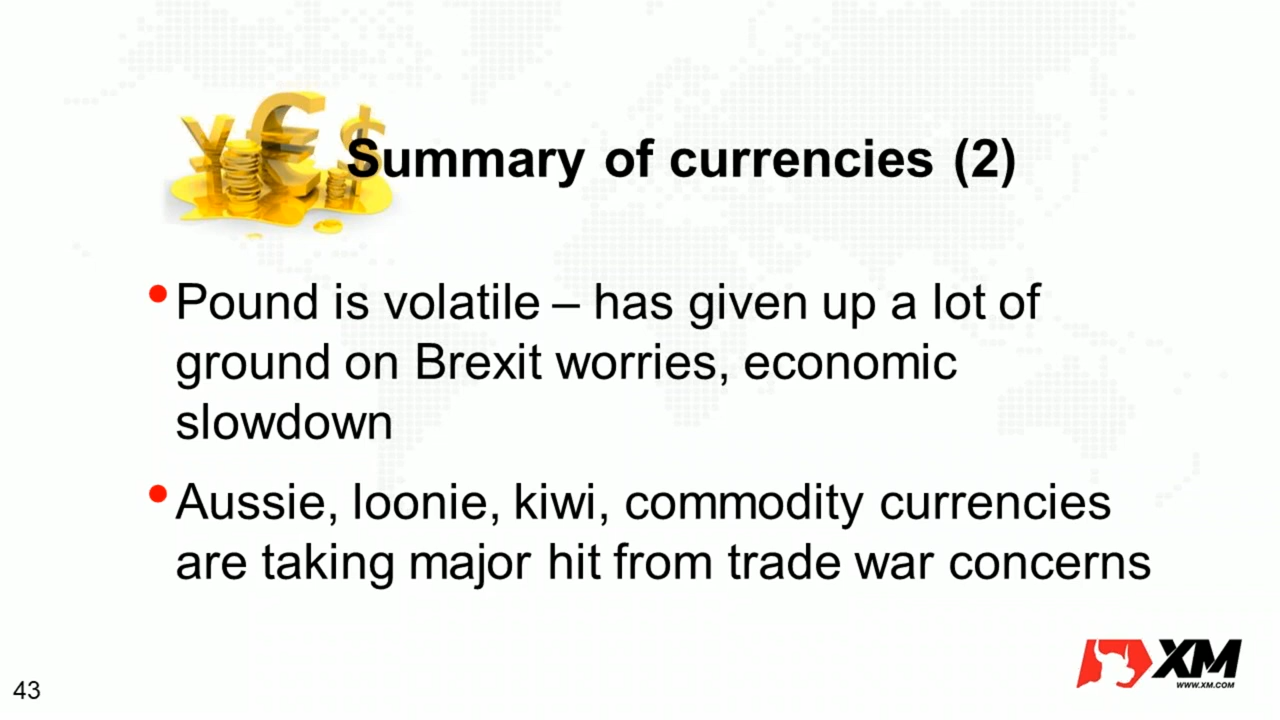 Summary of currencies (2)
•Pound is volatile – has given up a lot of
ground on Brexit worries, economic
slowdown
•Aussie, loonie, kiwi, commodity currencies
are taking major hit from trade war concerns
XM
WWW.XM.COM
43